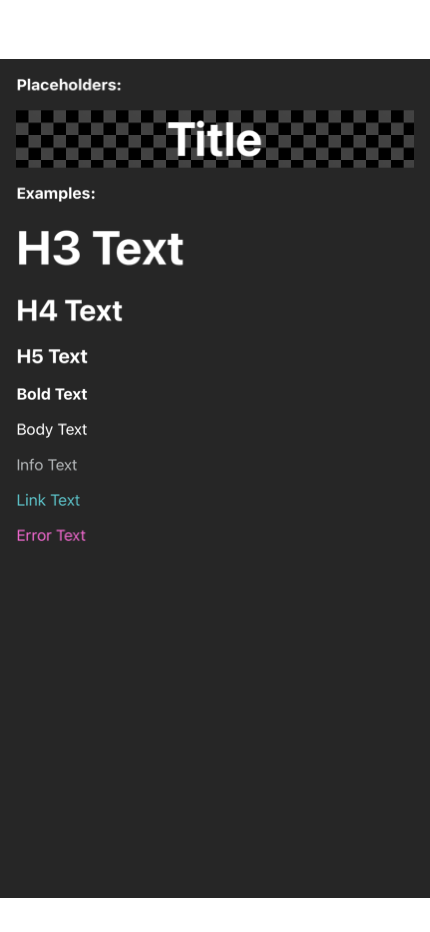 Placeholders:
Title
Examples:
H3 Text
H4 Text
H5 Text
Bold Text
Body Text
Info Text
Link Text
Error Text